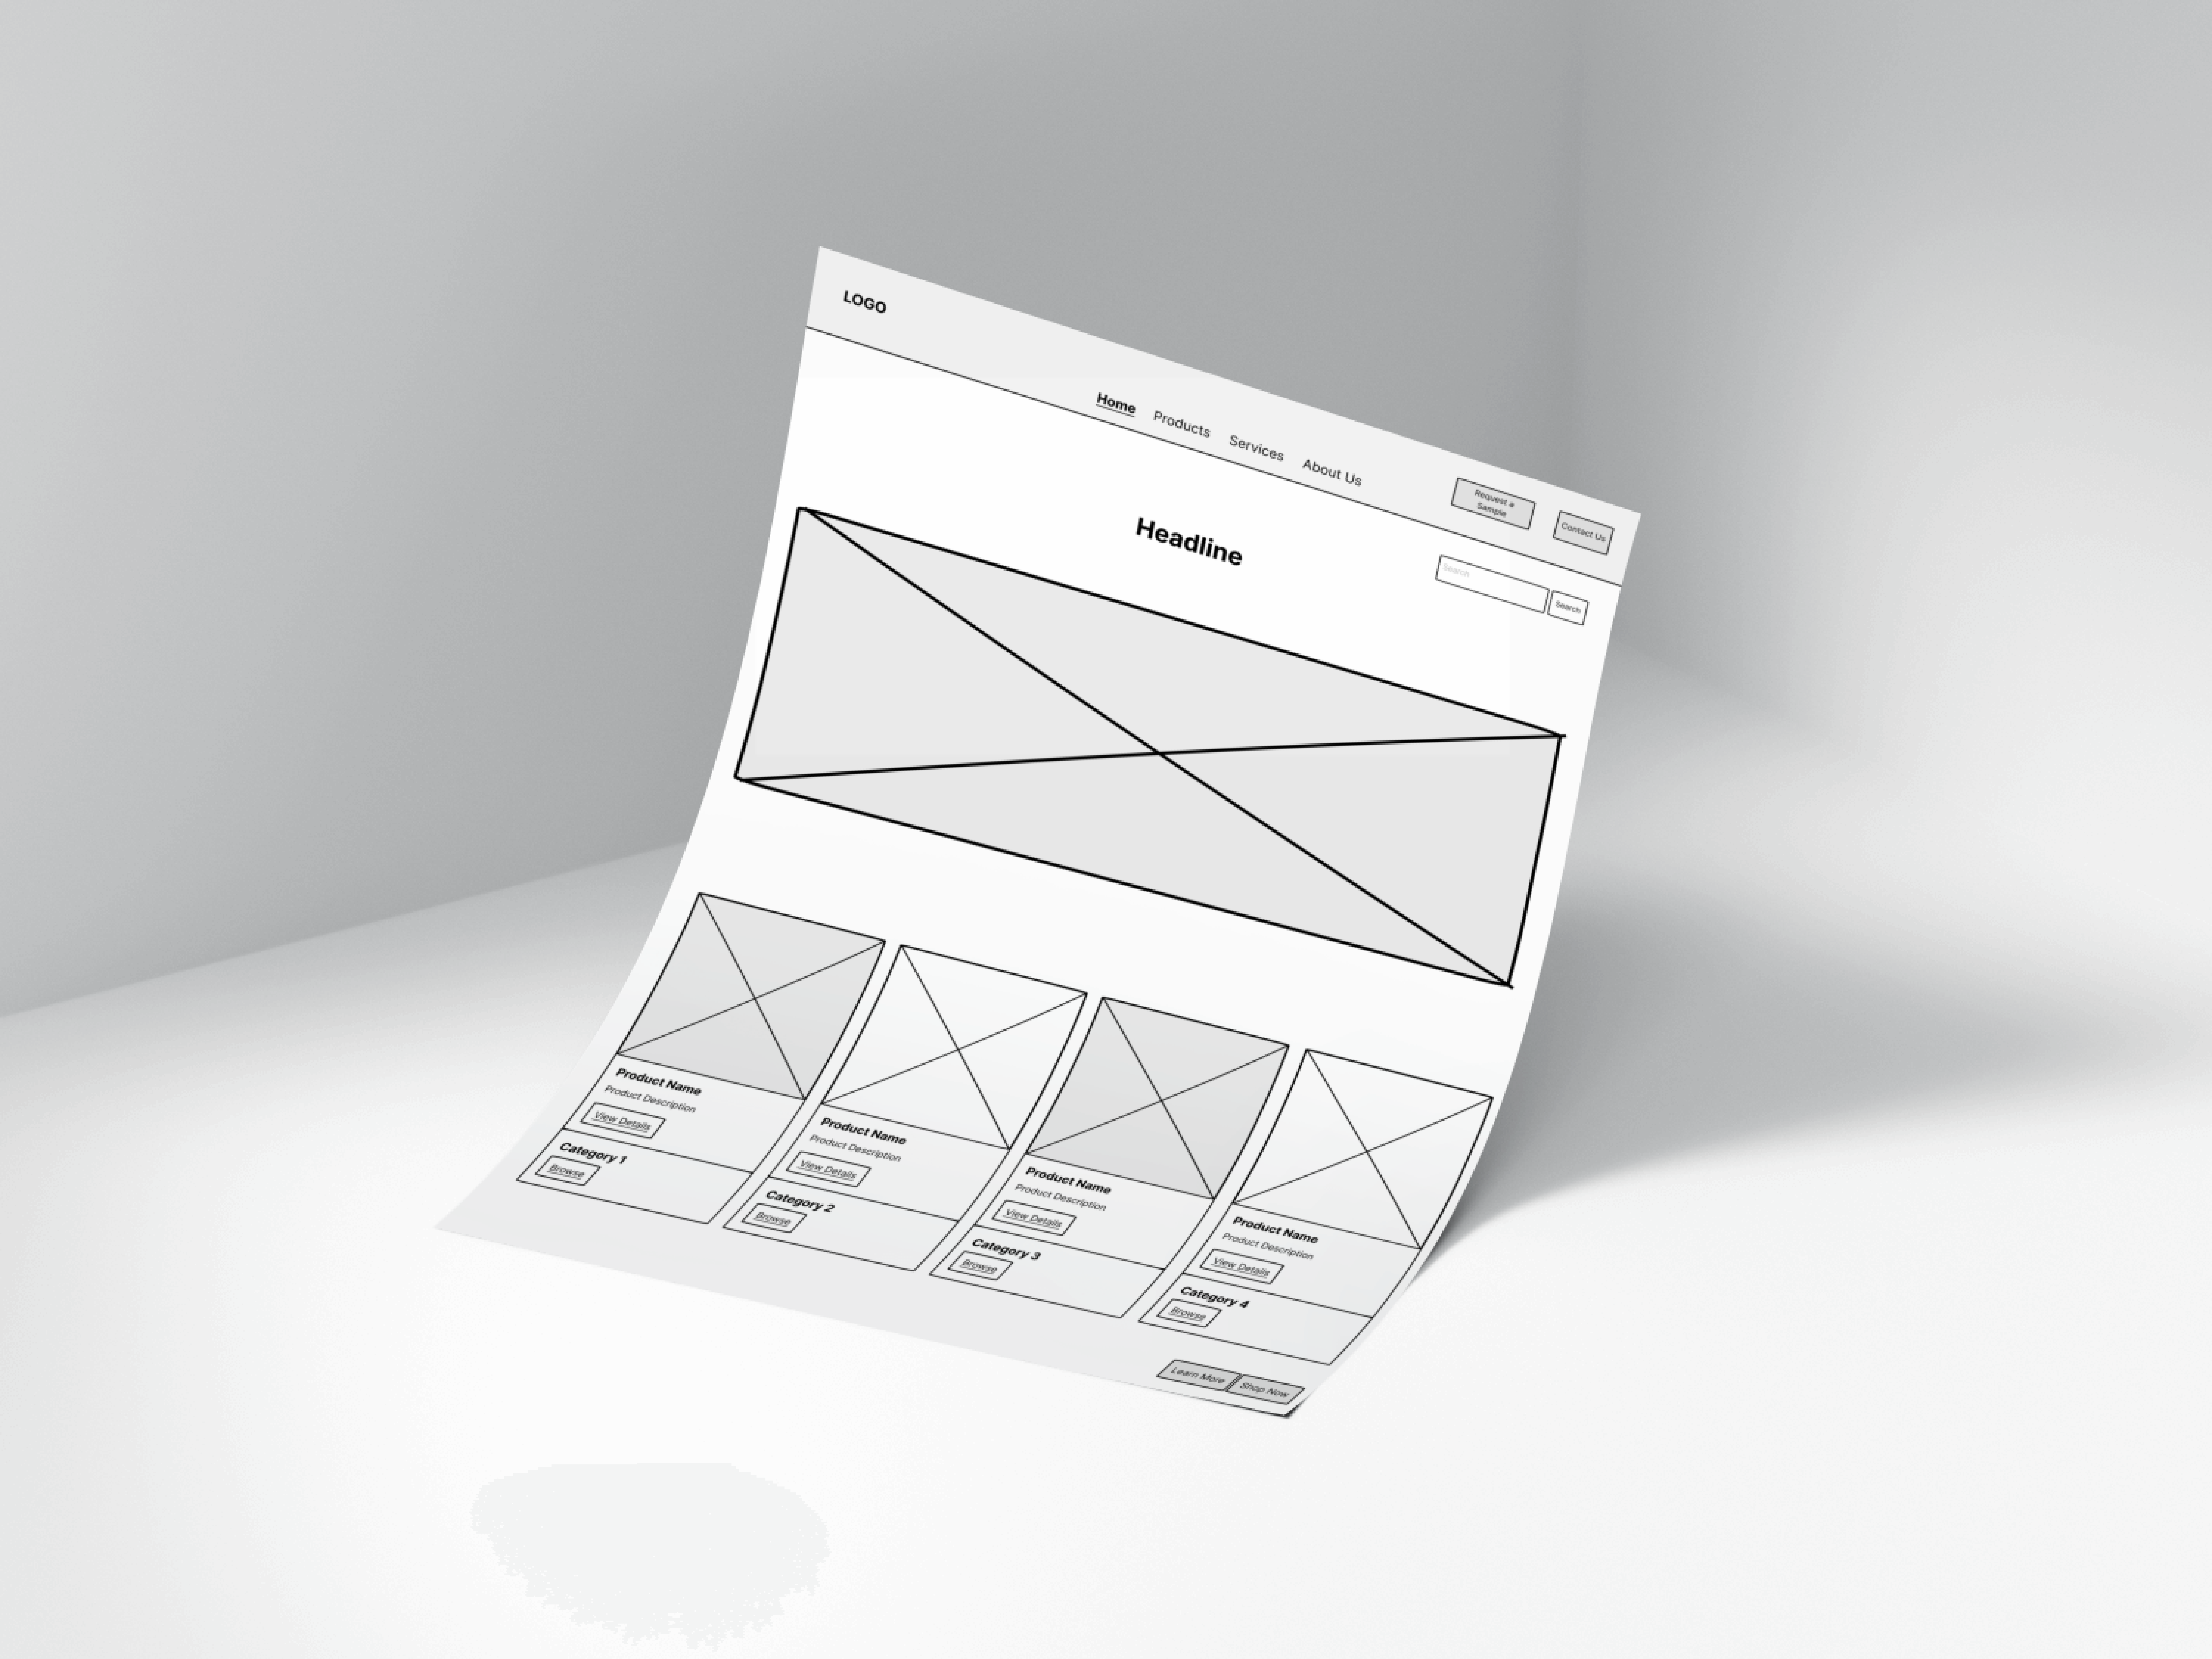 LOGO
Home Products Services About Us
Request a
Sample
Contact Us
Headline
Search Search
Product Name
Product Description
View Details
Category 1
Browse
Product Name
Product Description
View Details
Category 2
Browse
Product Name
Product Description
View Details
Category 3
Browse
Product Name
Product Description
View Details
Category 4
Browse
Learn More Shop Now